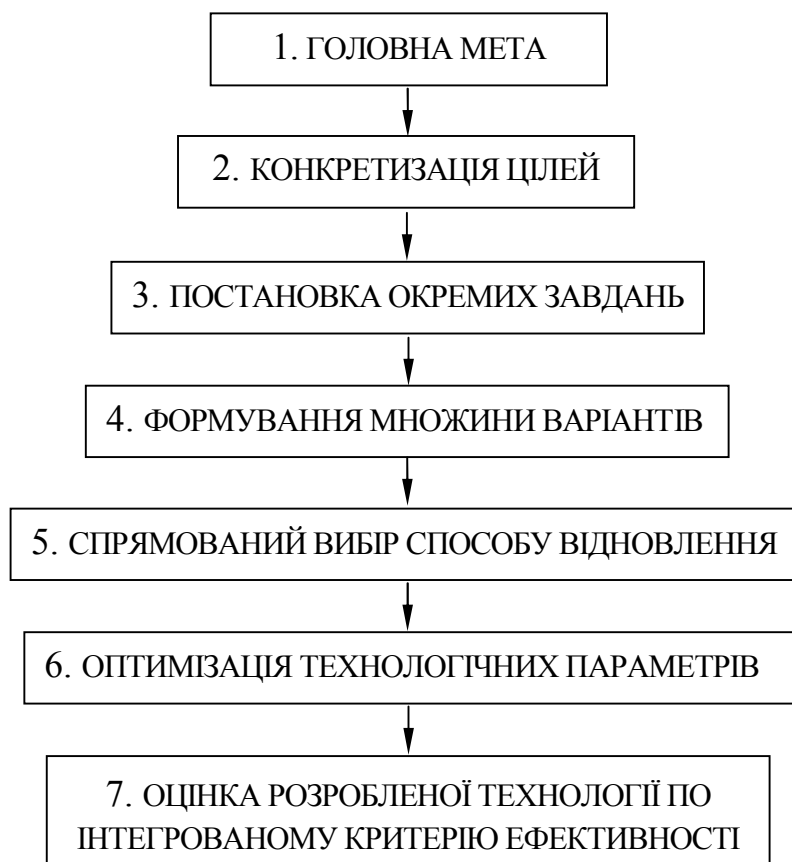 1. ГОЛОВНА МЕТА
2. КОНКРЕТИЗАЦІЯ ЦІЛЕЙ
3. ПОСТАНОВКА ОКРЕМИХ ЗАВДАНЬ
4. ФОРМУВАННЯ МНОЖИНИ ВАРІАНТІВ
5. СПРЯМОВАНИЙ ВИБІР СПОСОБУ ВІДНОВЛЕННЯ
6. ОПТИМІЗАЦІЯ ТЕХНОЛОГІЧНИХ ПАРАМЕТРІВ
7. ОЦІНКА РОЗРОБЛЕНОЇ ТЕХНОЛОГІЇ ПО
ІНТЕГРОВАНОМУ КРИТЕРІЮ ЕФЕКТИВНОСТІ